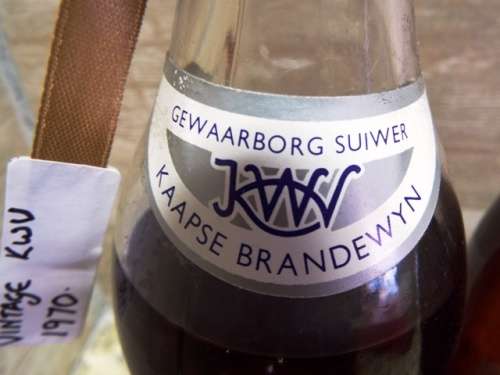 GEWAARBORG SUIWER
KWV
KAAPSE BRANDEWYN
VINTAGE KWV
1970.